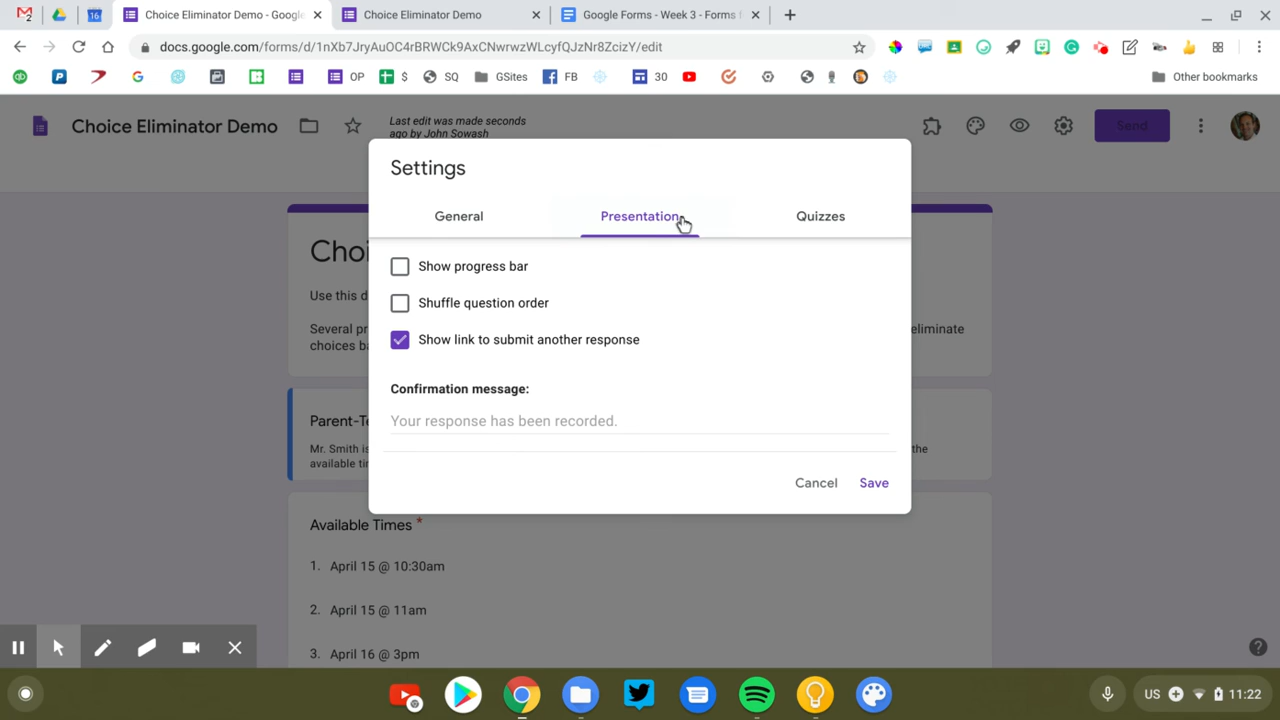 Choice Eliminator Demo - Google
Choice Eliminator Demo
Google Forms - Week 3 - Forms f
docs.google.com/forms/d/1nXb7JryAuOC4rBRWCk9AxCNwrwzWLcyfQJzNr8ZcizY/edit
OP
$
SQ
GSites
FB
30
Other bookmarks
Choice Eliminator Demo
Last edit was made seconds
ago by John Sowash
Send
Settings
General
Presentation
Quizzes
Choi
Show progress bar
Use this d
Shuffle question order
Several pr
eliminate
choices ba
Show link to submit another response
Confirmation message:
Parent-Te
Your response has been recorded.
Mr. Smith is
the
available tim
Cancel
Save
Available Times *
1. April 15 @ 10:30am
2. April 15 @ 11am
3. April 16 @ 3pm
US
11:22